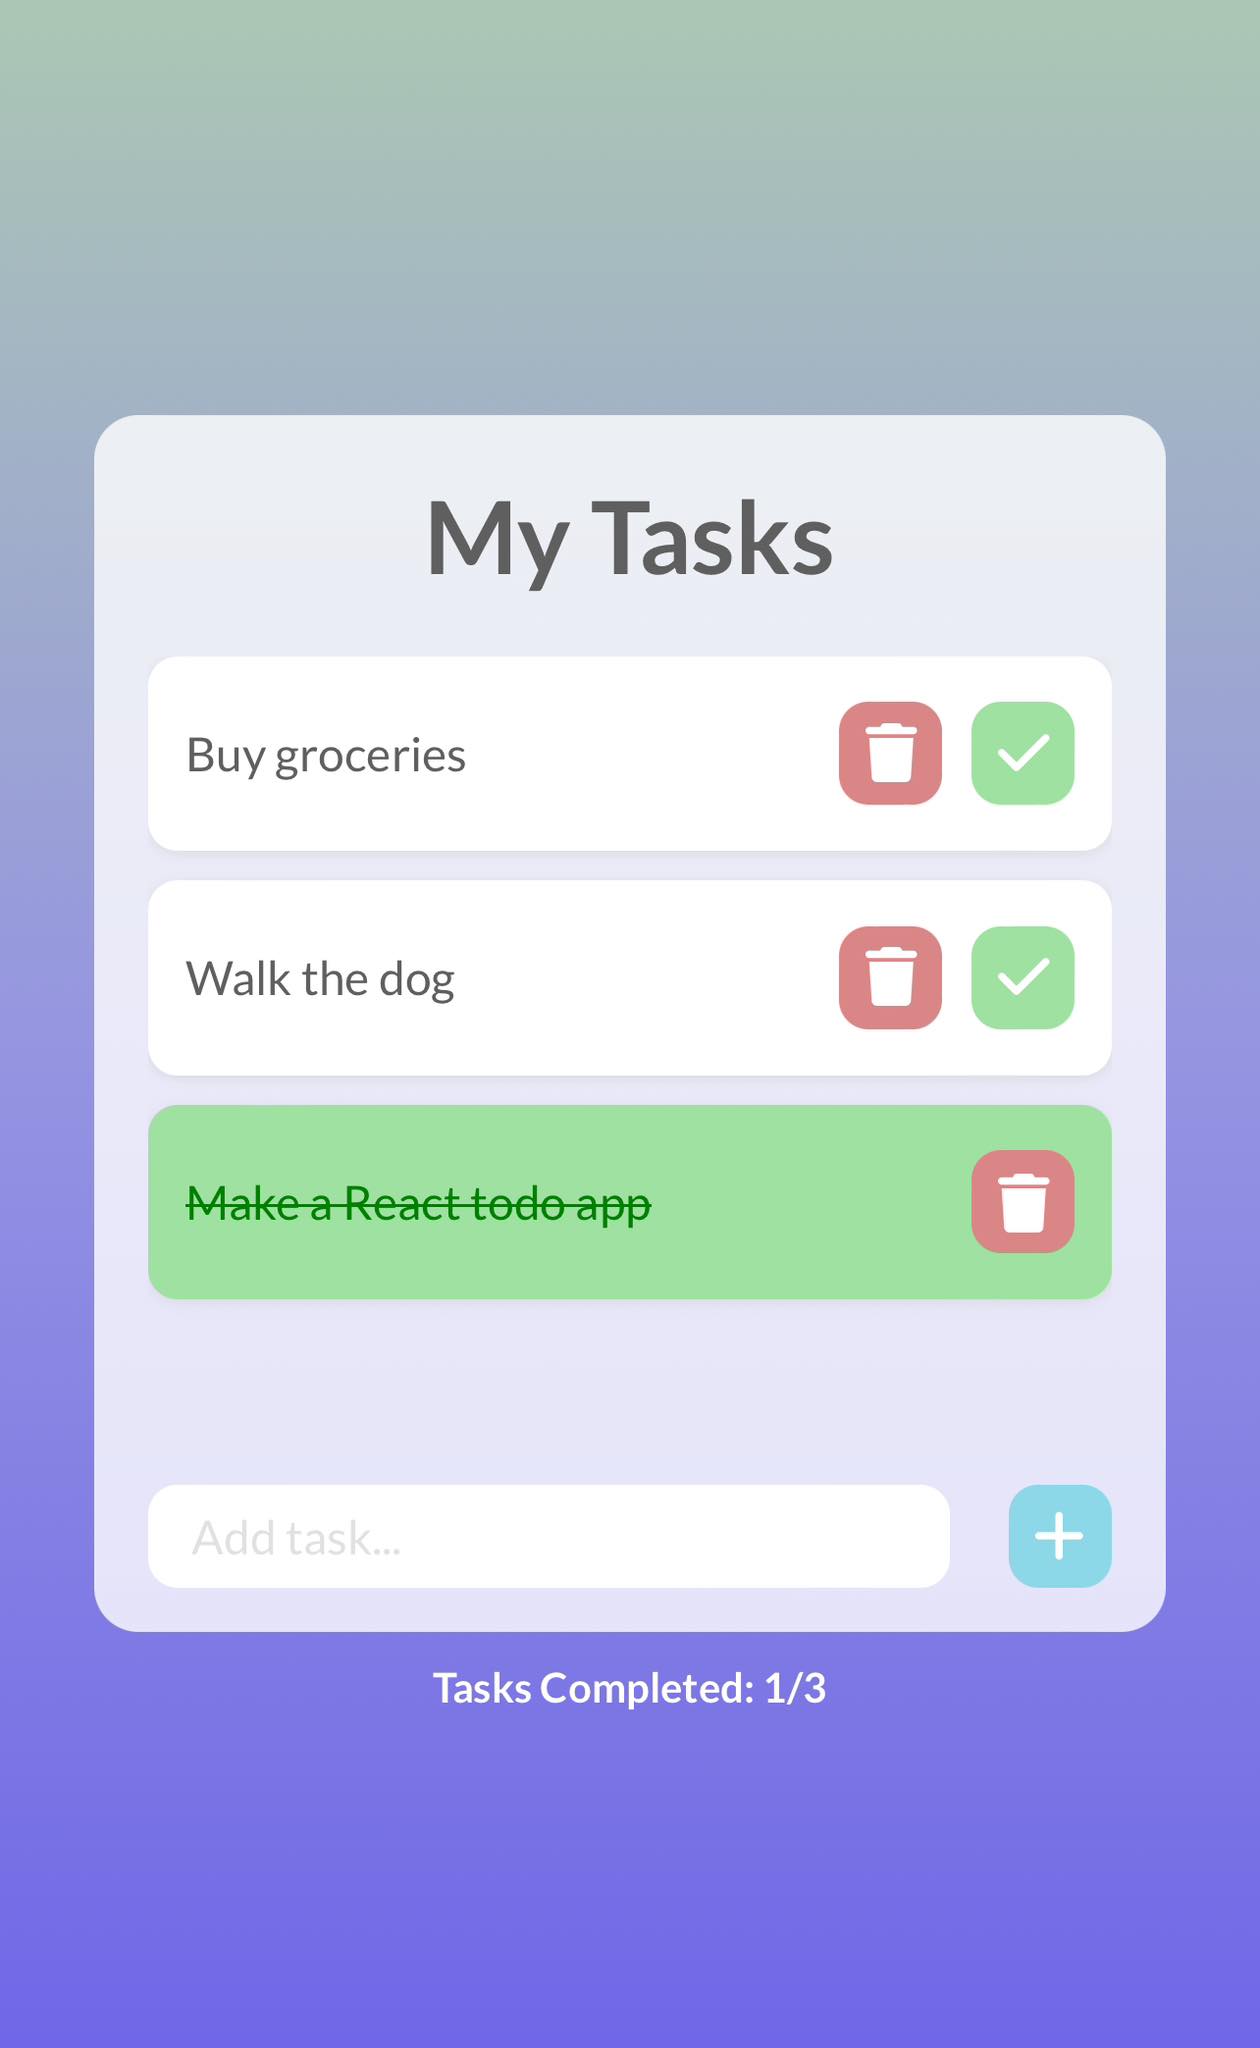 My Tasks
Buy groceries
Walk the dog
Make a React todo app
Add task...
Tasks Completed: 1/3